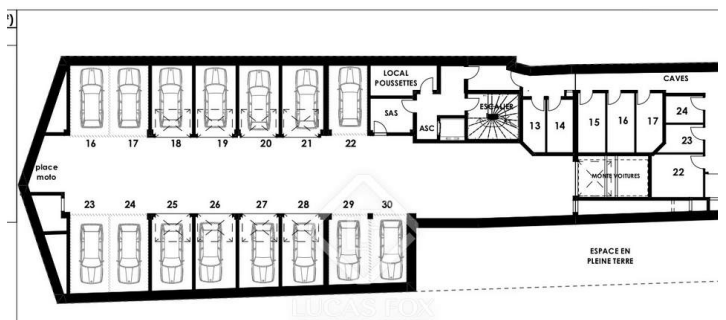 LOCAL
POUSSETTES
CAVES
SAS
ASC
ESCALIER
13 14 15 16 17
24
23
22
16 17 18 19 20 21 22
place
moto
MONTE VOITURES
23 24 25 26 27 28 29 30
ESPACE EN
PLEINE TERRE
LUCAS FOX